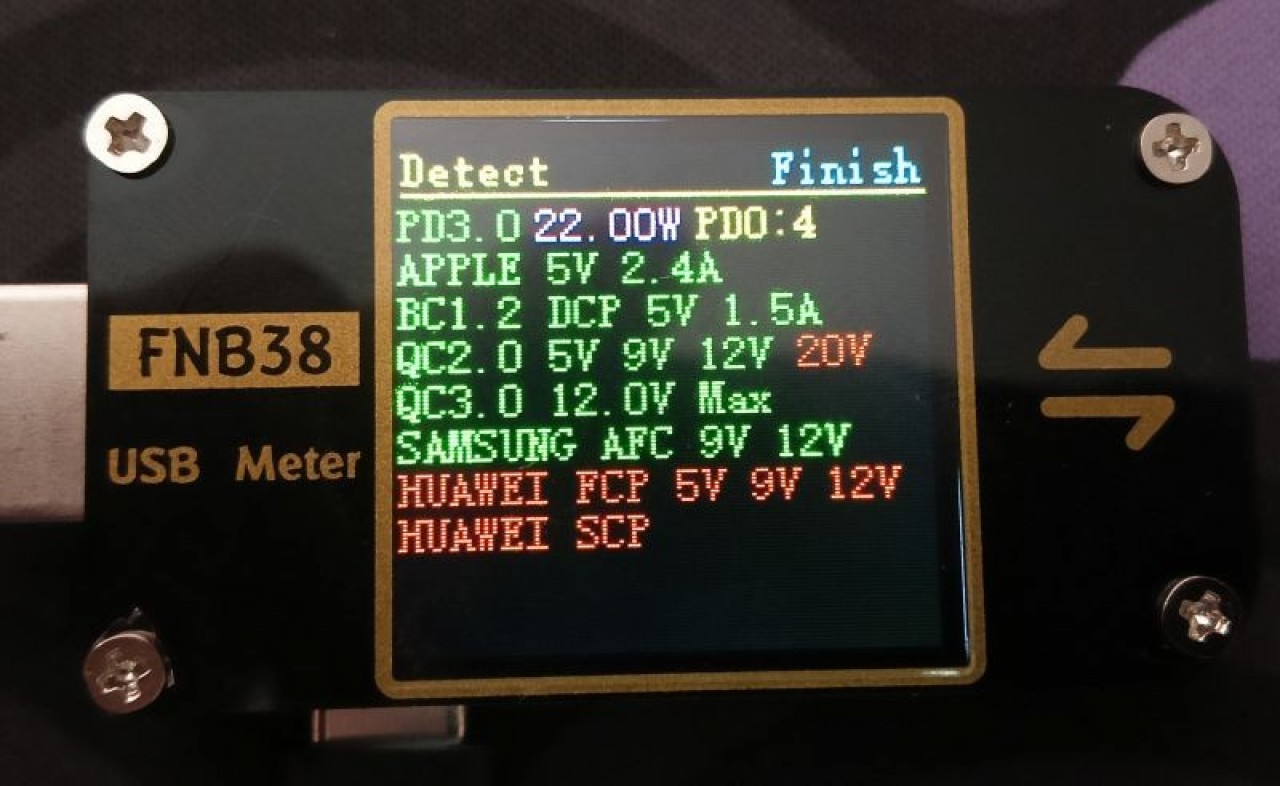 Detect Finish
PD3.0 22.00W PDO:4
APPLE 5V 2.4A
BC1.2 DCP 5V 1.5A
QC2.0 5V 9V 12V 20V
QC3.0 12.0V Max
SAMSUNG AFC 9V 12V
HUAWEI FCP 5V 9V 12V
HUAWEI SCP
FNB38
USB Meter